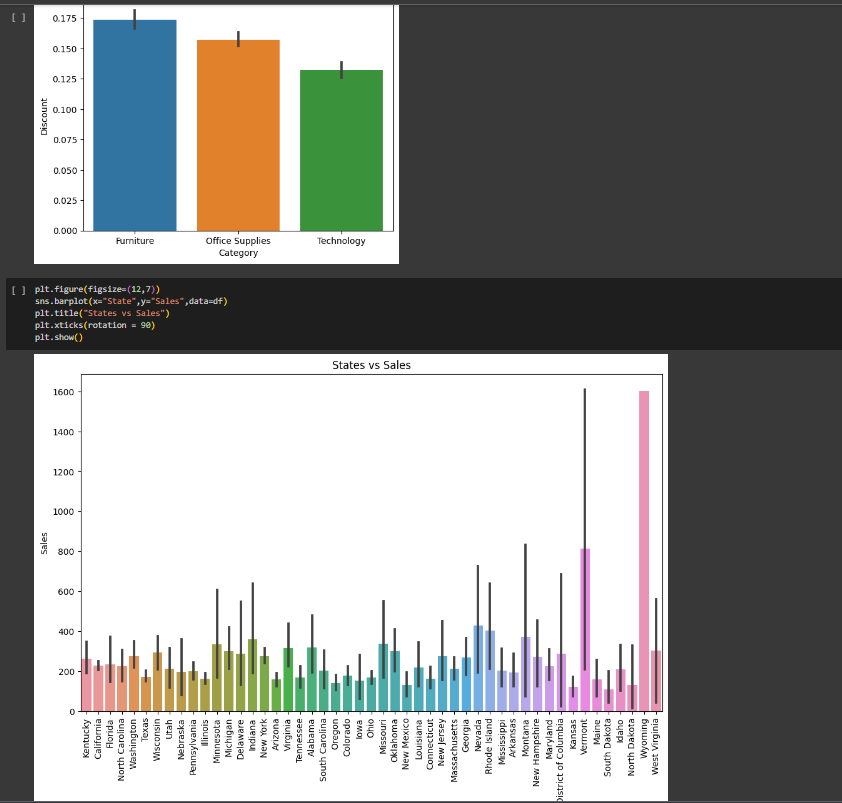 [ ]
0.175
0.150
0.125
0.100
0.075
0.050
0.025
0.000
Discount
Furniture Office Supplies Technology
Category
[ ]
plt.figure(figsize=(12,7))
sns.barplot(x="State",y="Sales",data=df)
plt.title("States vs Sales")
plt.xticks(rotation = 90)
plt.show()
States vs Sales
1600
1400
1200
1000
800
600
400
200
0
Sales
Kentucky
California
Florida
North Carolina
Washington
Texas
Wisconsin
Utah
Nebraska
Pennsylvania
Illinois
Minnesota
Michigan
Delaware
Indiana
New York
Arizona
Virginia
Tennessee
Alabama
South Carolina
Oregon
Colorado
Iowa
Ohio
Missouri
Oklahoma
New Mexico
Louisiana
Connecticut
New Jersey
Massachusetts
Georgia
Nevada
Rhode Island
Mississippi
Arkansas
Montana
New Hampshire
Maryland
District of Columbia
Kansas
Vermont
Maine
South Dakota
Idaho
North Dakota
Wyoming
West Virginia